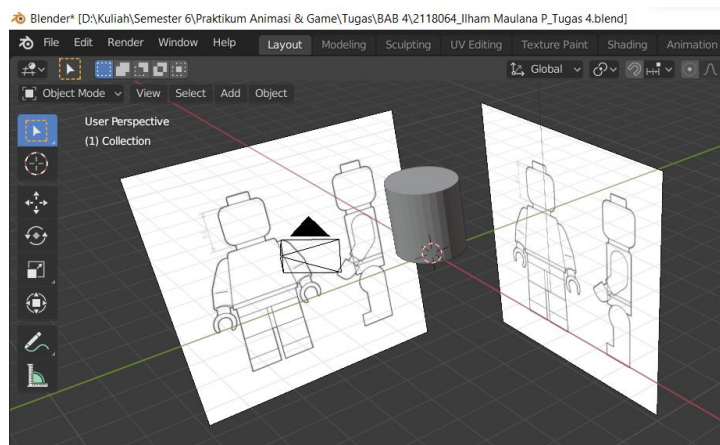 Blender* [D:\Kuliah\Semester 6\Praktikum Animasi & Game\Tugas\BAB 4\2118064_Ilham Maulana P_Tugas 4.blend]
File Edit Render Window Help Layout Modeling Sculpting UV Editing Texture Paint Shading Animation
Global
Object Mode View Select Add Object
User Perspective
(1) Collection